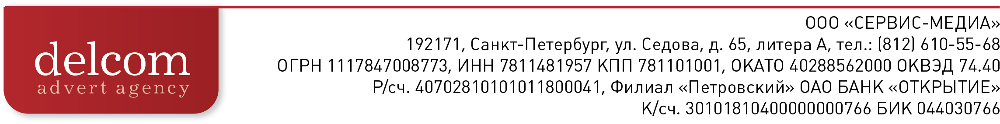 delcom
advert agency
ООО «СЕРВИС-МЕДИА»
192171, Санкт-Петербург, ул. Седова, д. 65, литера А, тел.: (812) 610-55-68
ОГРН 1117847008773, ИНН 7811481957 КПП 781101001, ОКАТО 40288562000 ОКВЭД 74.40
Р/сч. 40702810101011800041, Филиал «Петровский» ОАО БАНК «ОТКРЫТИЕ»
К/сч. 30101810400000000766 БИК 044030766